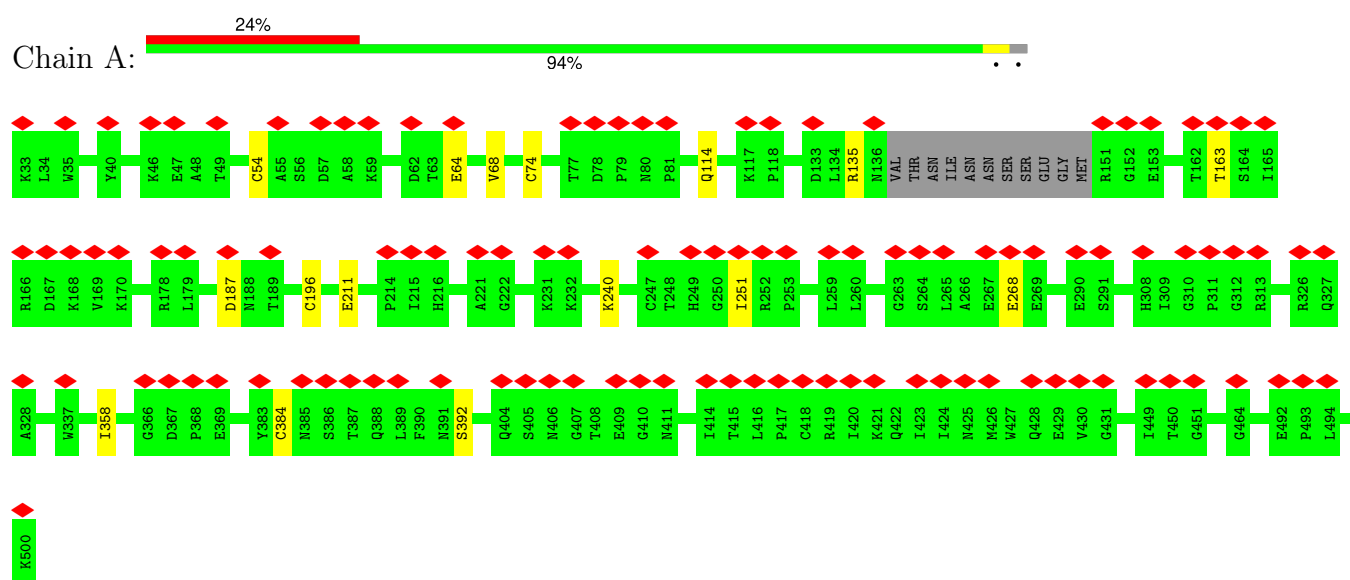 24%
Chain A:
94%
• •
K33 L34 W35 Y40 K46 E47 A48 T49 C54 A55 S56 D57 A58 K59 D62 T63 E64 V68 C74 T77 D78 P79 N80 P81 Q114 K117 P118 D133 L134 R135 N136 VAL THR ASN ILE ASN ASN SER SER GLU GLY MET R151 G152 E153 T162 T163 S164 I165
R166 D167 K168 V169 K170 R178 L179 D187 N188 T189 C196 E211 P214 I215 H216 A221 G222 K231 K232 K240 C247 T248 H249 G250 I251 R252 P253 L259 L260 G263 S264 L265 A266 E267 E268 E269 E290 S291 H308 I309 G310 P311 G312 R313 R326 Q327
A328 W337 I358 G366 D367 P368 E369 Y383 C384 N385 S386 T387 Q388 L389 F390 N391 S392 Q404 S405 N406 G407 T408 E409 G410 N411 I414 T415 L416 P417 C418 R419 I420 K421 Q422 I423 I424 N425 M426 W427 Q428 E429 V430 G431 I449 T450 G451 G464 E492 P493 L494
K500